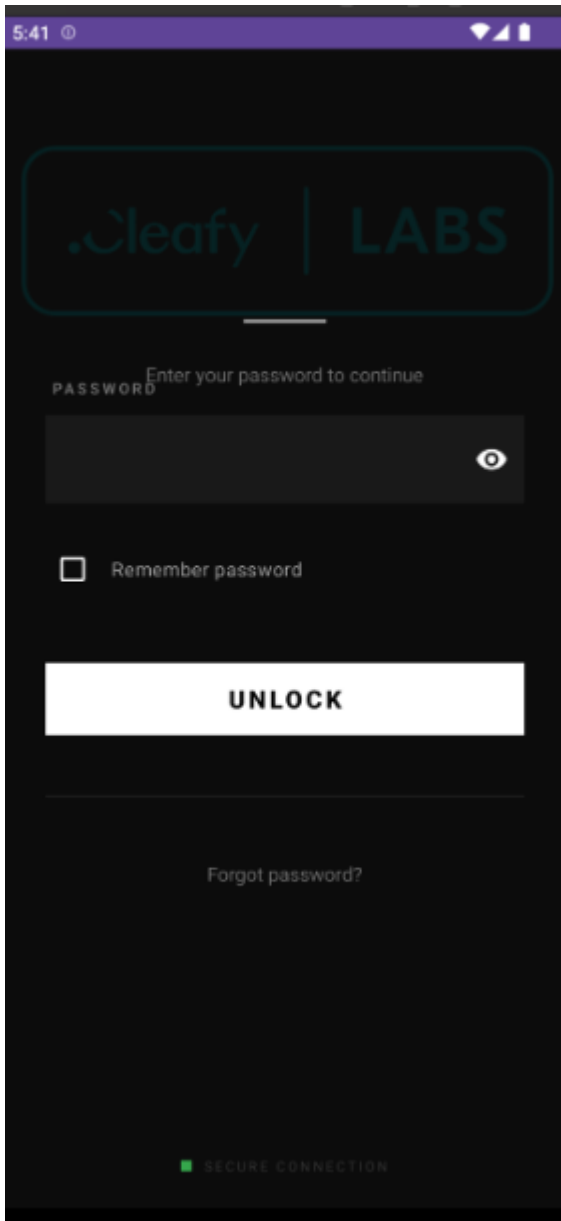 5:41
.Cleafy | LABS
Enter your password to continue
PASSWORD
Remember password
UNLOCK
Forgot password?
SECURE CONNECTION